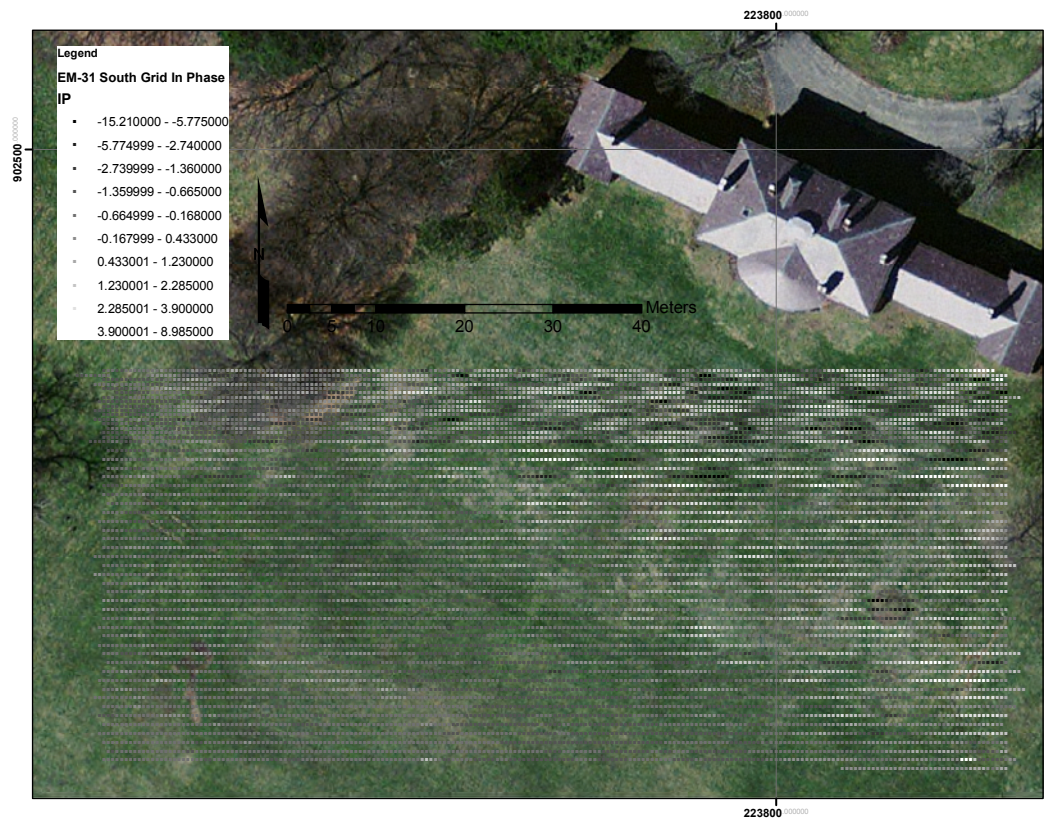 223800.000000
Legend
EM-31 South Grid In Phase
IP
-15.210000 - -5.775000
-5.774999 - -2.740000
-2.739999 - -1.360000
-1.359999 - -0.665000
-0.664999 - -0.168000
-0.167999 - 0.433000
0.433001 - 1.230000
1.230001 - 2.285000
2.285001 - 3.900000
3.900001 - 8.985000
902500.000000
N
Meters
0 5 10 20 30 40
223800.000000